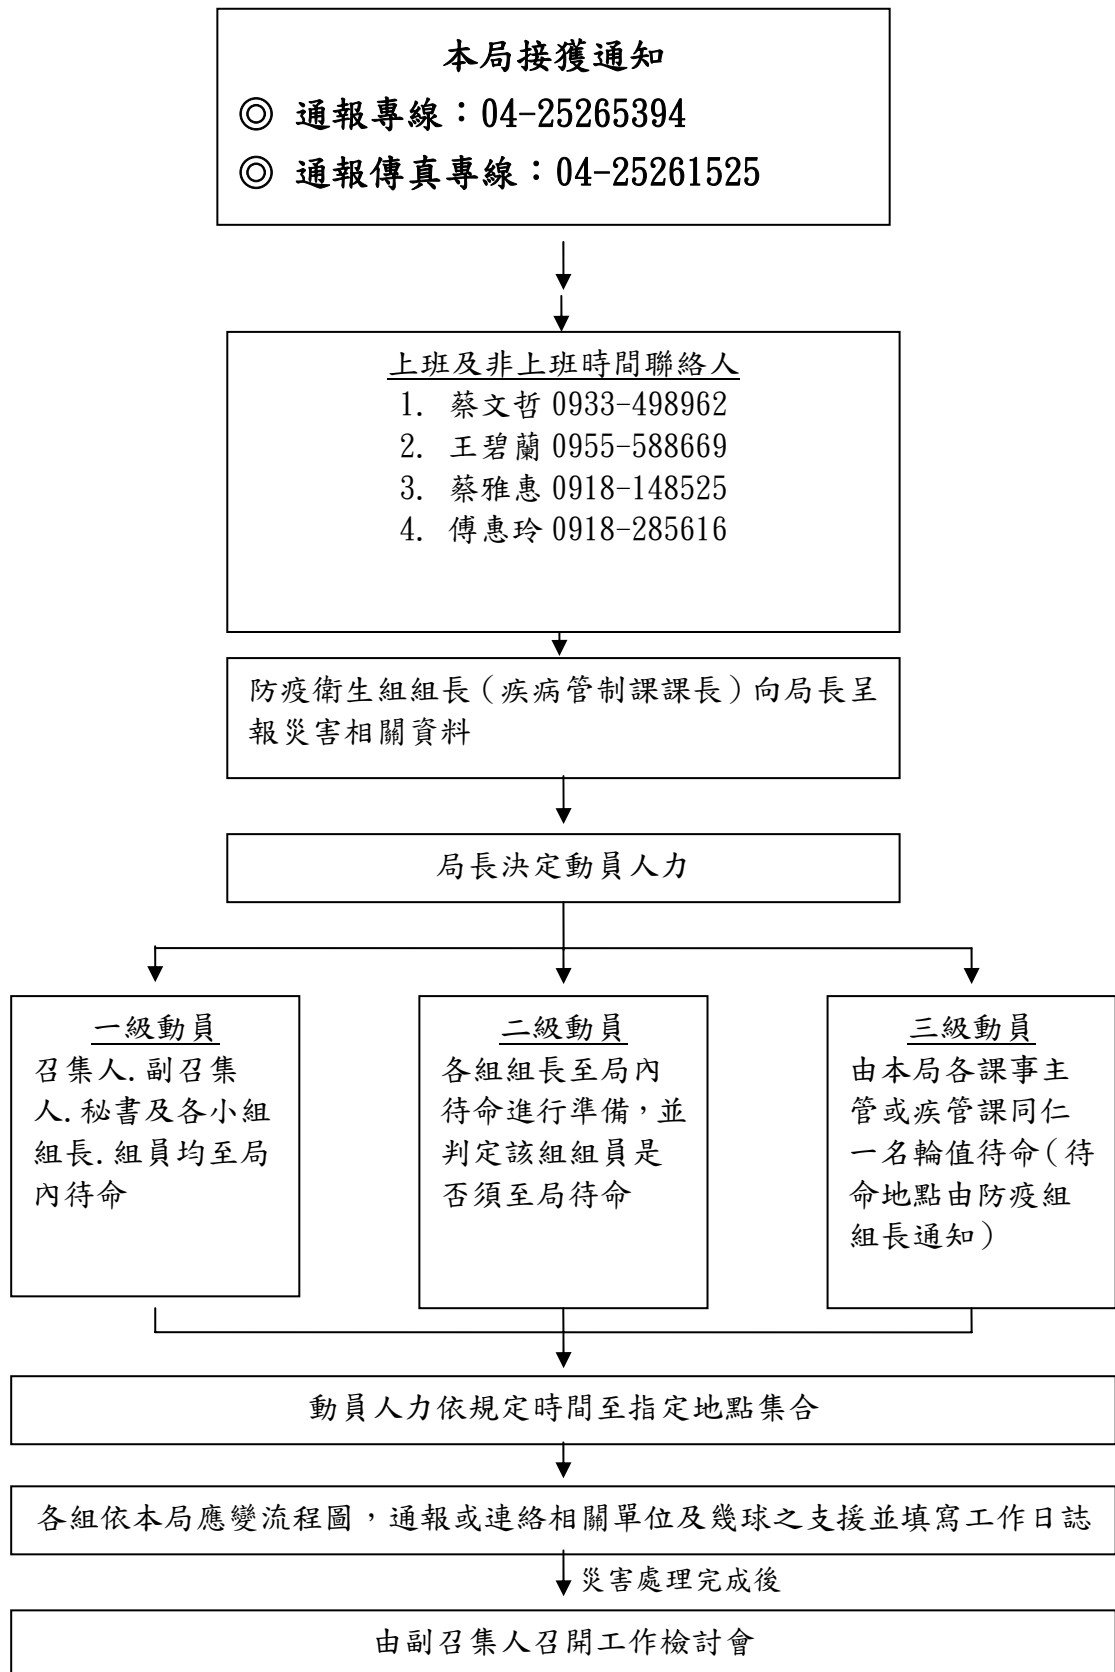 本局接獲通知
◎ 通報專線：04-25265394
◎ 通報傳真專線：04-25261525
上班及非上班時間聯絡人
1. 蔡文哲 0933-498962
2. 王碧蘭 0955-588669
3. 蔡雅惠 0918-148525
4. 傅惠玲 0918-285616
防疫衛生組組長（疾病管制課課長）向局長呈
報災害相關資料
局長決定動員人力
一級動員
召集人.副召集
人.秘書及各小組
組長.組員均至局
內待命
二級動員
各組組長至局內
待命進行準備，並
判定該組組員是
否須至局待命
三級動員
由本局各課事主
管或疾管課同仁
一名輪值待命（待
命地點由防疫組
組長通知）
動員人力依規定時間至指定地點集合
各組依本局應變流程圖，通報或連絡相關單位及幾球之支援並填寫工作日誌
災害處理完成後
由副召集人召開工作檢討會